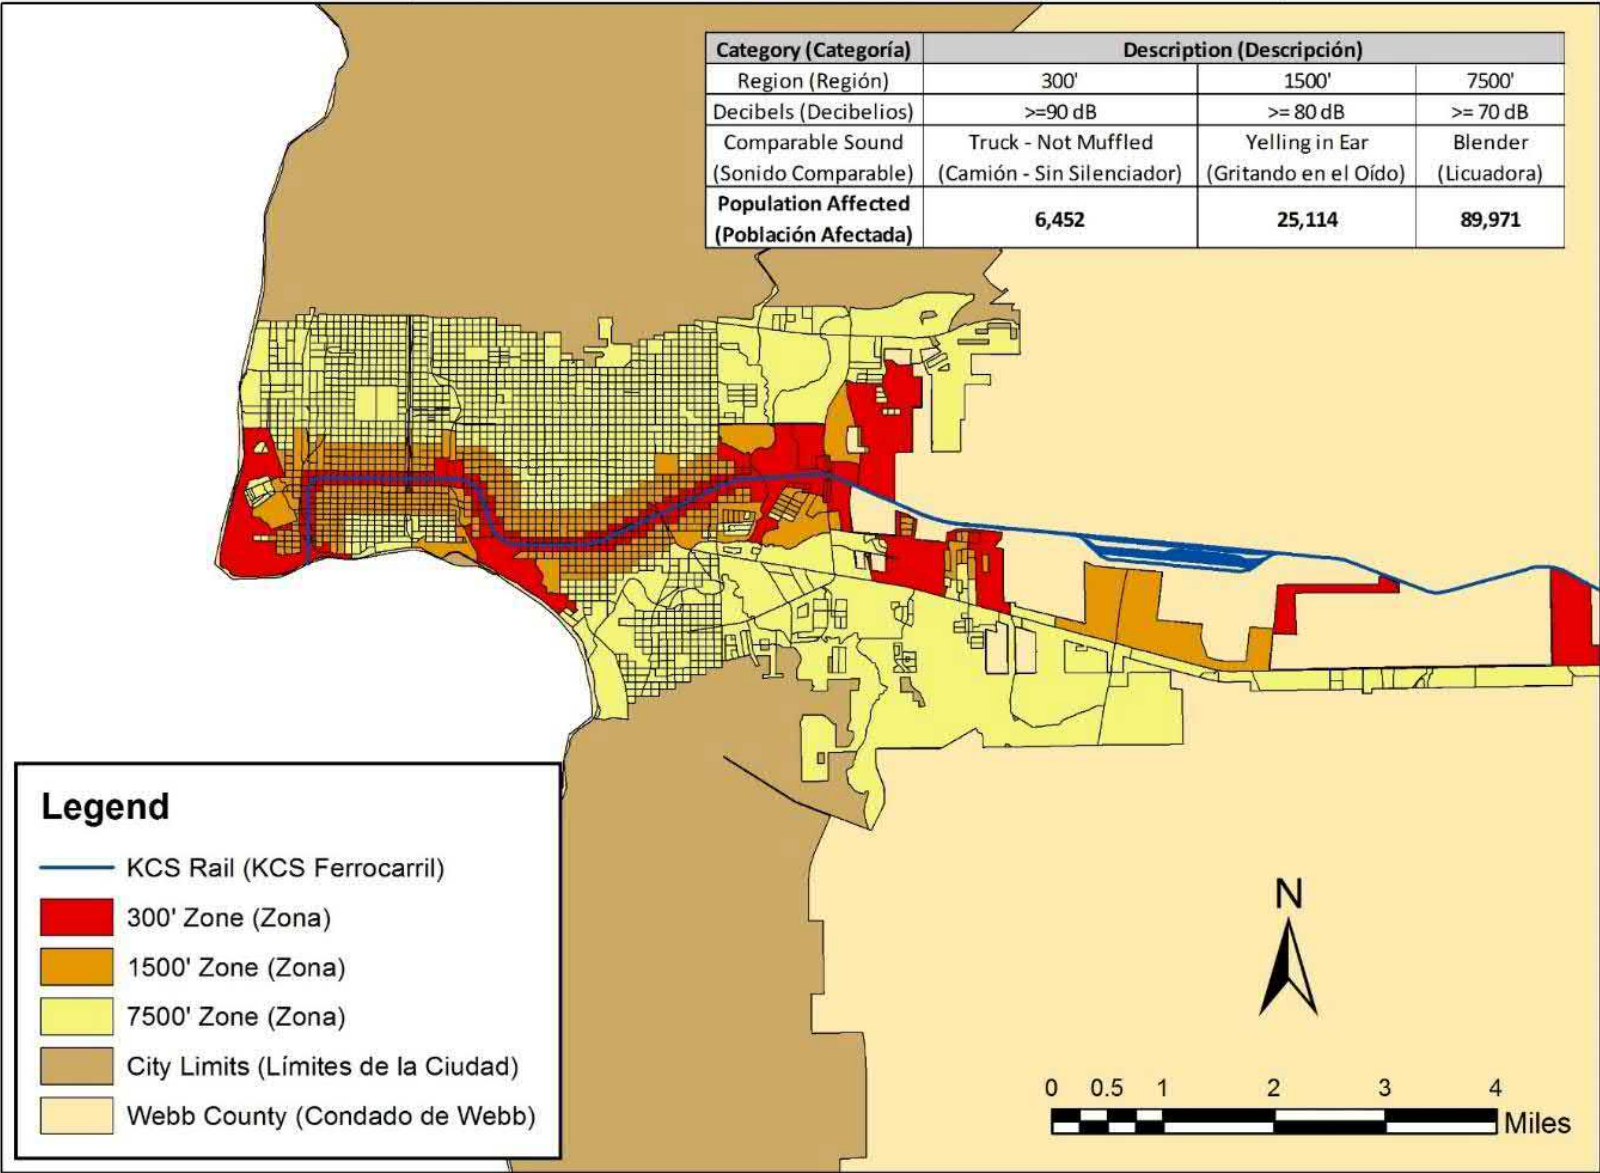 Category (Categoría) Description (Descripción)
Region (Región) 300' 1500' 7500'
Decibels (Decibelios) >=90 dB >= 80 dB >= 70 dB
Comparable Sound Truck - Not Muffled Yelling in Ear Blender
(Sonido Comparable) (Camión - Sin Silenciador) (Gritando en el Oído) (Licuadora)
Population Affected
(Población Afectada) 6,452 25,114 89,971
Legend
KCS Rail (KCS Ferrocarril)
300' Zone (Zona)
1500' Zone (Zona)
7500' Zone (Zona)
City Limits (Límites de la Ciudad)
Webb County (Condado de Webb)
N
0 0.5 1 2 3 4
Miles